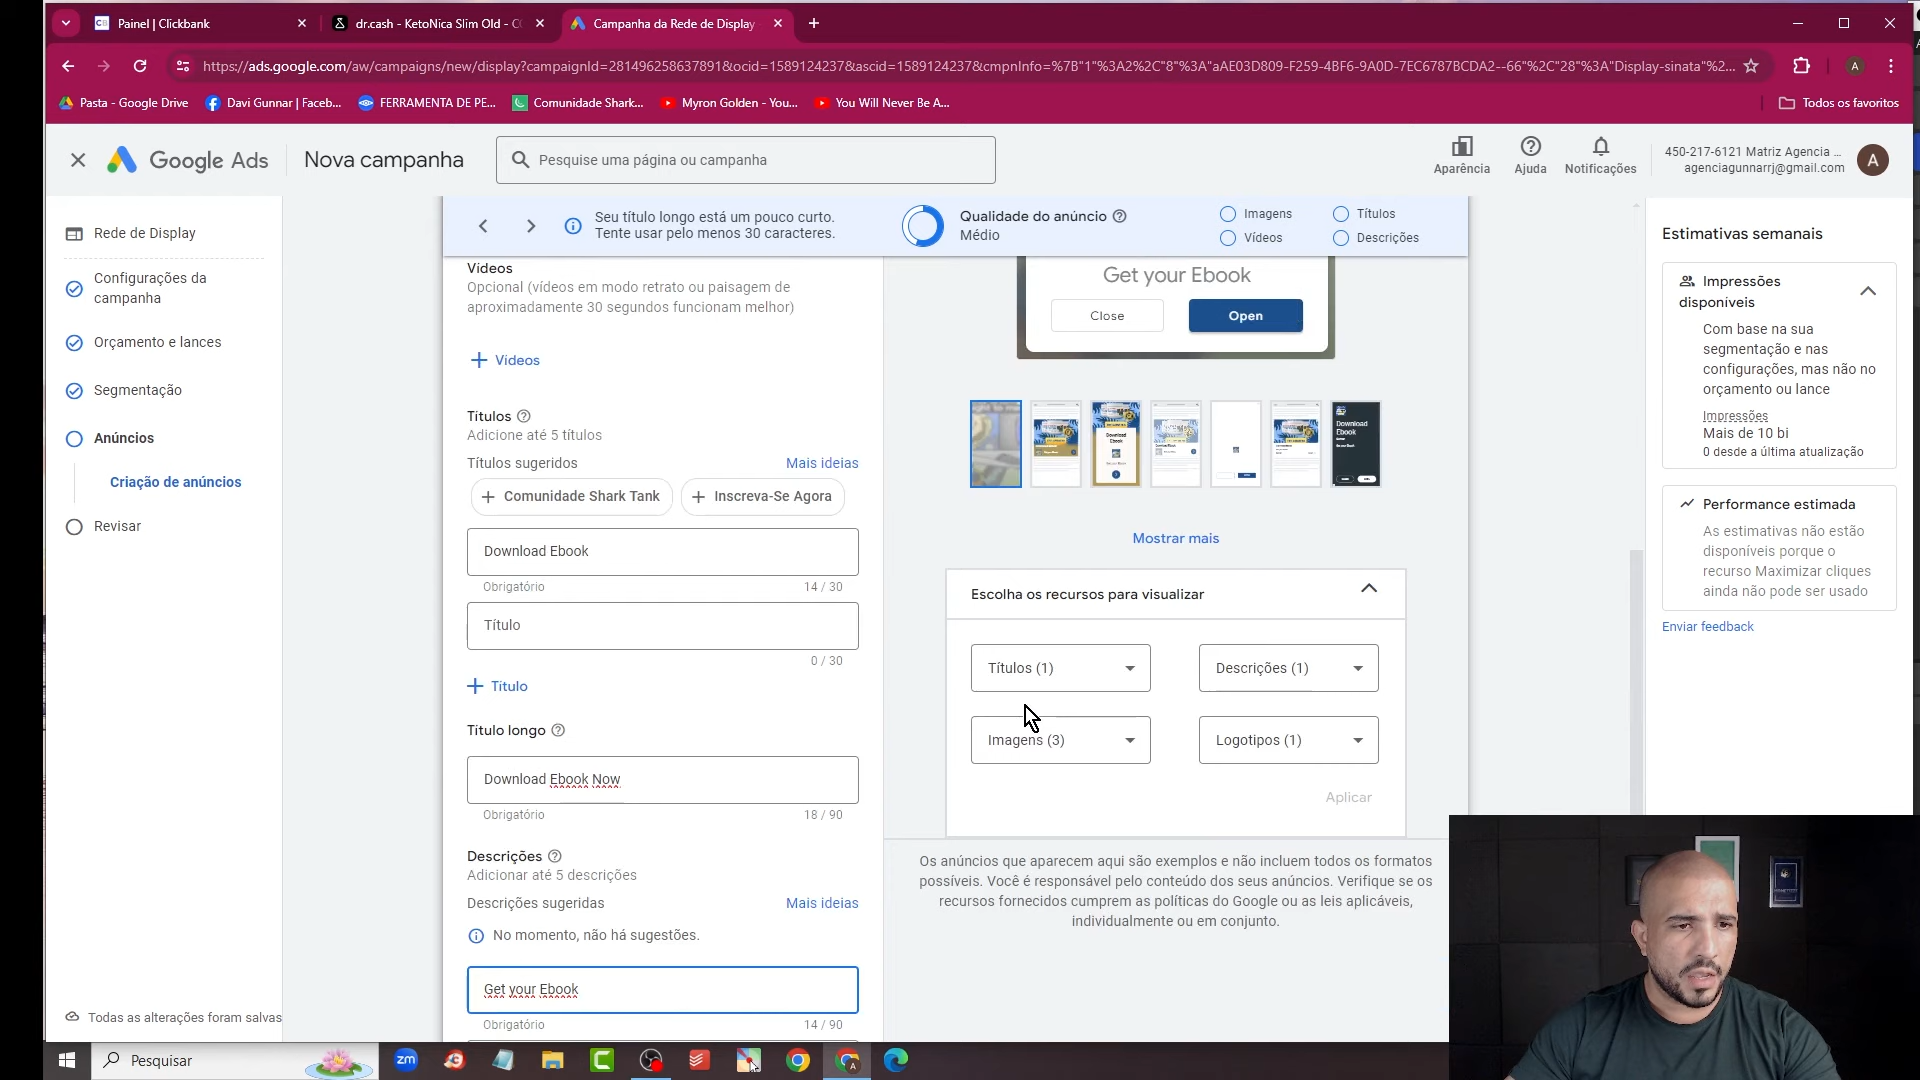 Painel | Clickbank
dr.cash - KetoNica Slim Old - C
Campanha da Rede de Display
https://ads.google.com/aw/campaigns/new/display?campaignId=281496258637891&ocid=1589124237&ascid=1589124237&cmpnInfo=%7B"1"%3A2%2C"8"%3A"aAE03D809-F259-4BF6-9A0D-7EC6787BCDA2--66"%2C"28"%3A"Display-sinata"%2...
Pasta - Google Drive
Davi Gunnar | Faceb...
FERRAMENTA DE PE...
Comunidade Shark...
Myron Golden - You...
You Will Never Be A...
Todos os favoritos
Google Ads
Nova campanha
Pesquise uma página ou campanha
Aparência
Ajuda
Notificações
450-217-6121 Matriz Agencia ...
agenciagunnarrj@gmail.com
A
Rede de Display
Configurações da
campanha
Orçamento e lances
Segmentação
Anúncios
Criação de anúncios
Revisar
Todas as alterações foram salvas
Seu título longo está um pouco curto.
Tente usar pelo menos 30 caracteres.
Qualidade do anúncio
Médio
Imagens
Títulos
Vídeos
Descrições
Vídeos
Opcional (vídeos em modo retrato ou paisagem de
aproximadamente 30 segundos funcionam melhor)
Vídeos
Títulos
Adicione até 5 títulos
Títulos sugeridos
Mais ideias
Comunidade Shark Tank
Inscreva-Se Agora
Download Ebook
Obrigatório
14 / 30
Título
0 / 30
Título
Título longo
Download Ebook Now
Obrigatório
18 / 90
Descrições
Adicionar até 5 descrições
Descrições sugeridas
Mais ideias
No momento, não há sugestões.
Get your Ebook
Obrigatório
14 / 90
Get your Ebook
Close
Open
Download
Ebook
Mostrar mais
Escolha os recursos para visualizar
Títulos (1)
Descrições (1)
Imagens (3)
Logotipos (1)
Aplicar
Os anúncios que aparecem aqui são exemplos e não incluem todos os formatos
possíveis. Você é responsável pelo conteúdo dos seus anúncios. Verifique se os
recursos fornecidos cumprem as políticas do Google ou as leis aplicáveis,
individualmente ou em conjunto.
Estimativas semanais
Impressões
disponíveis
Com base na sua
segmentação e nas
configurações, mas não no
orçamento ou lance
Impressões
Mais de 10 bi
0 desde a última atualização
Performance estimada
As estimativas não estão
disponíveis porque o
recurso Maximizar cliques
ainda não pode ser usado
Enviar feedback
Pesquisar
zm